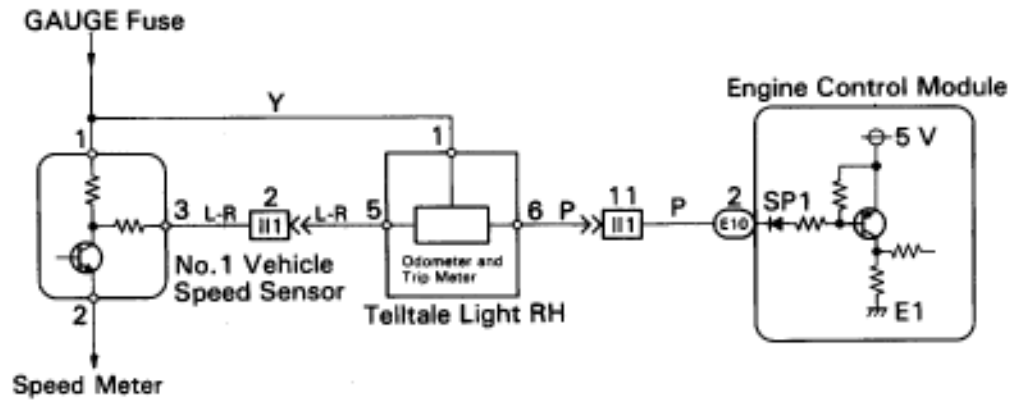 GAUGE Fuse
Y
Engine Control Module
1
1
5 V
3
L-R
2
II1
L-R
5
6
P
11
II1
P
2
E10
SP1
Odometer and
Trip Meter
No.1 Vehicle
Speed Sensor
Telltale Light RH
E1
2
Speed Meter